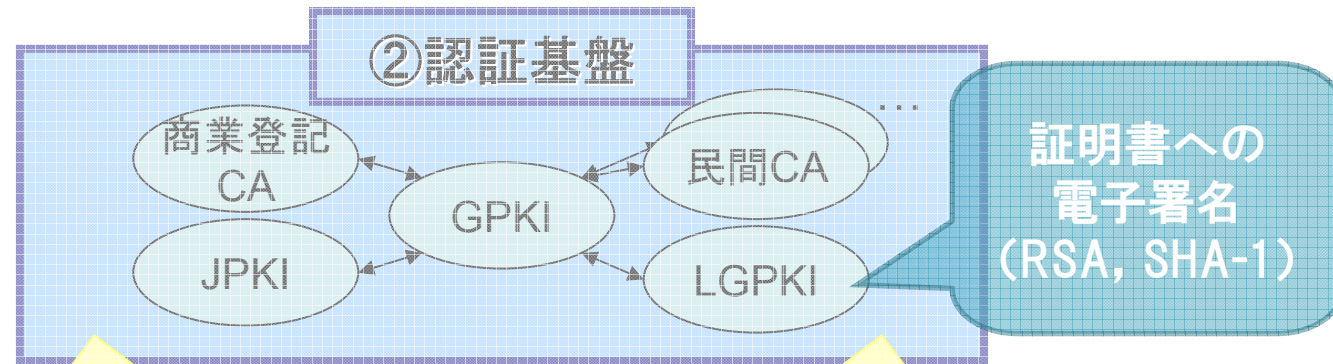 ②認証基盤
商業登記
CA
…
民間CA
GPKI
JPKI
LGPKI
証明書への
電子署名
(RSA, SHA-1)